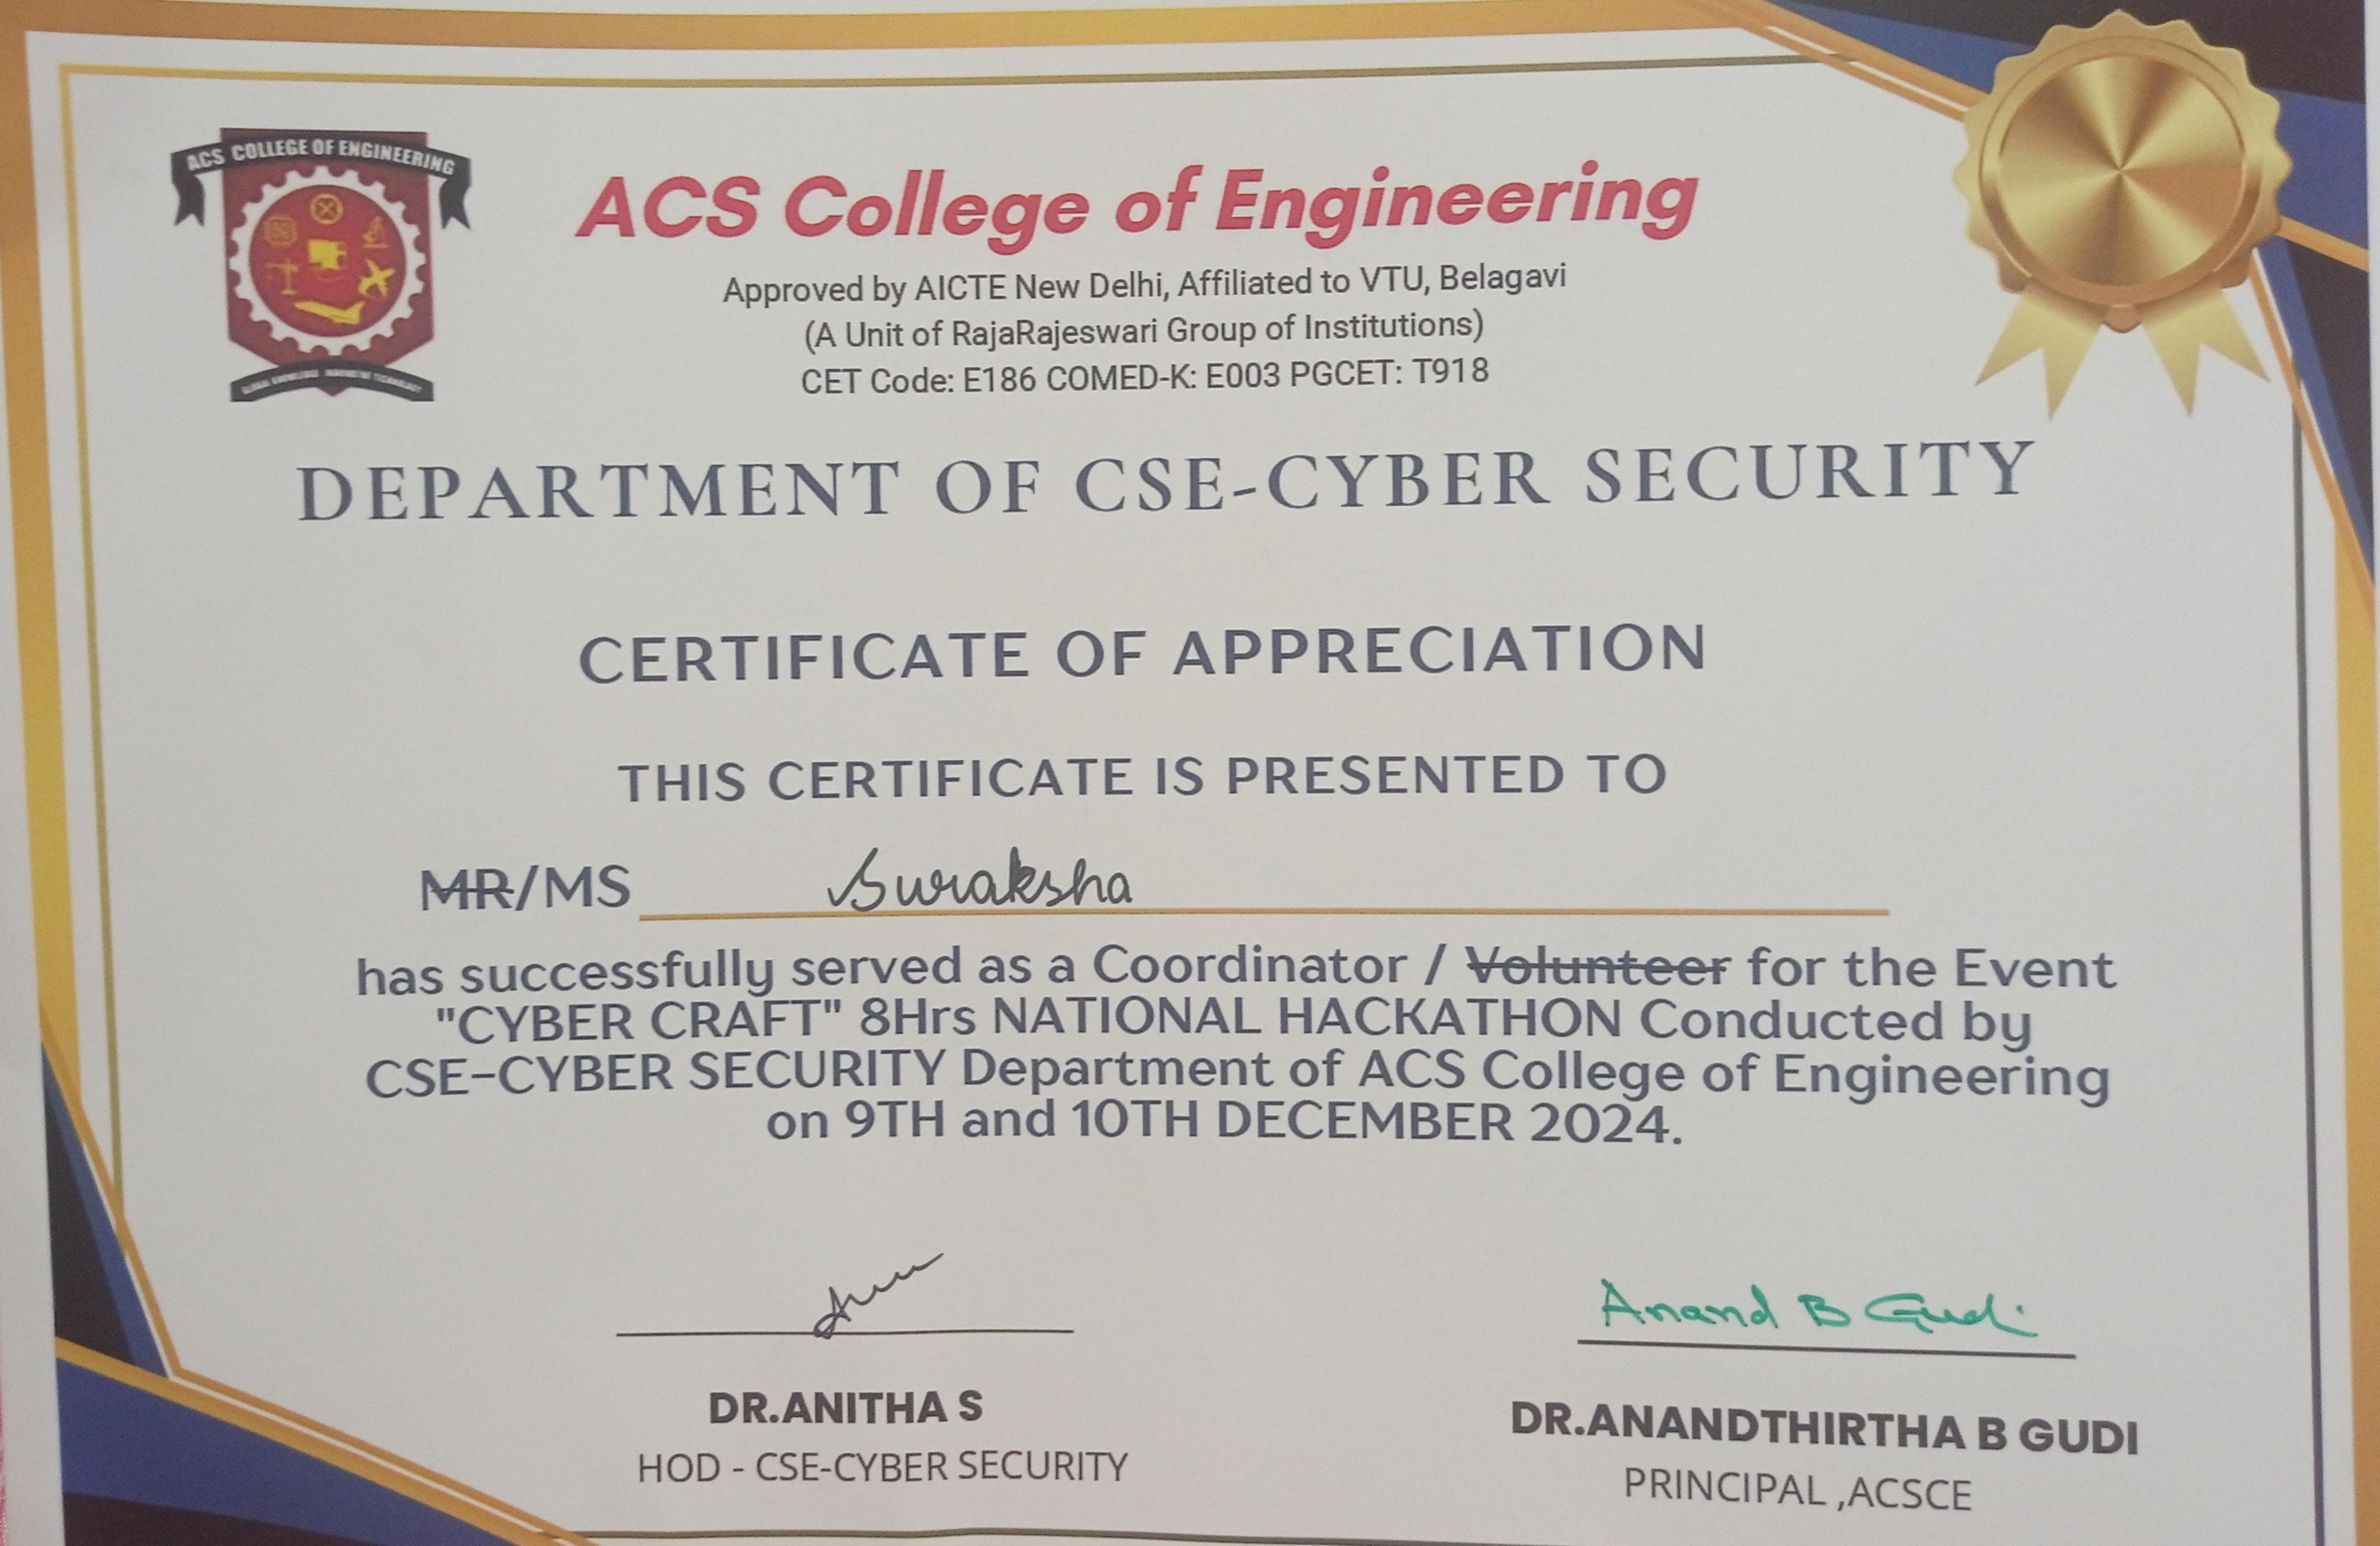 ACS COLLEGE OF ENGINEERING
ACS College of Engineering
Approved by AICTE New Delhi, Affiliated to VTU, Belagavi
(A Unit of RajaRajeswari Group of Institutions)
CET Code: E186 COMED-K: E003 PGCET: T918
DEPARTMENT OF CSE-CYBER SECURITY
CERTIFICATE OF APPRECIATION
THIS CERTIFICATE IS PRESENTED TO
MR/MS Suraksha
has successfully served as a Coordinator / Volunteer for the Event
"CYBER CRAFT" 8Hrs NATIONAL HACKATHON Conducted by
CSE-CYBER SECURITY Department of ACS College of Engineering
on 9TH and 10TH DECEMBER 2024.
Anand B Gudi
DR.ANITHA S
DR.ANANDTHIRTHA B GUDI
HOD - CSE-CYBER SECURITY
PRINCIPAL ,ACSCE